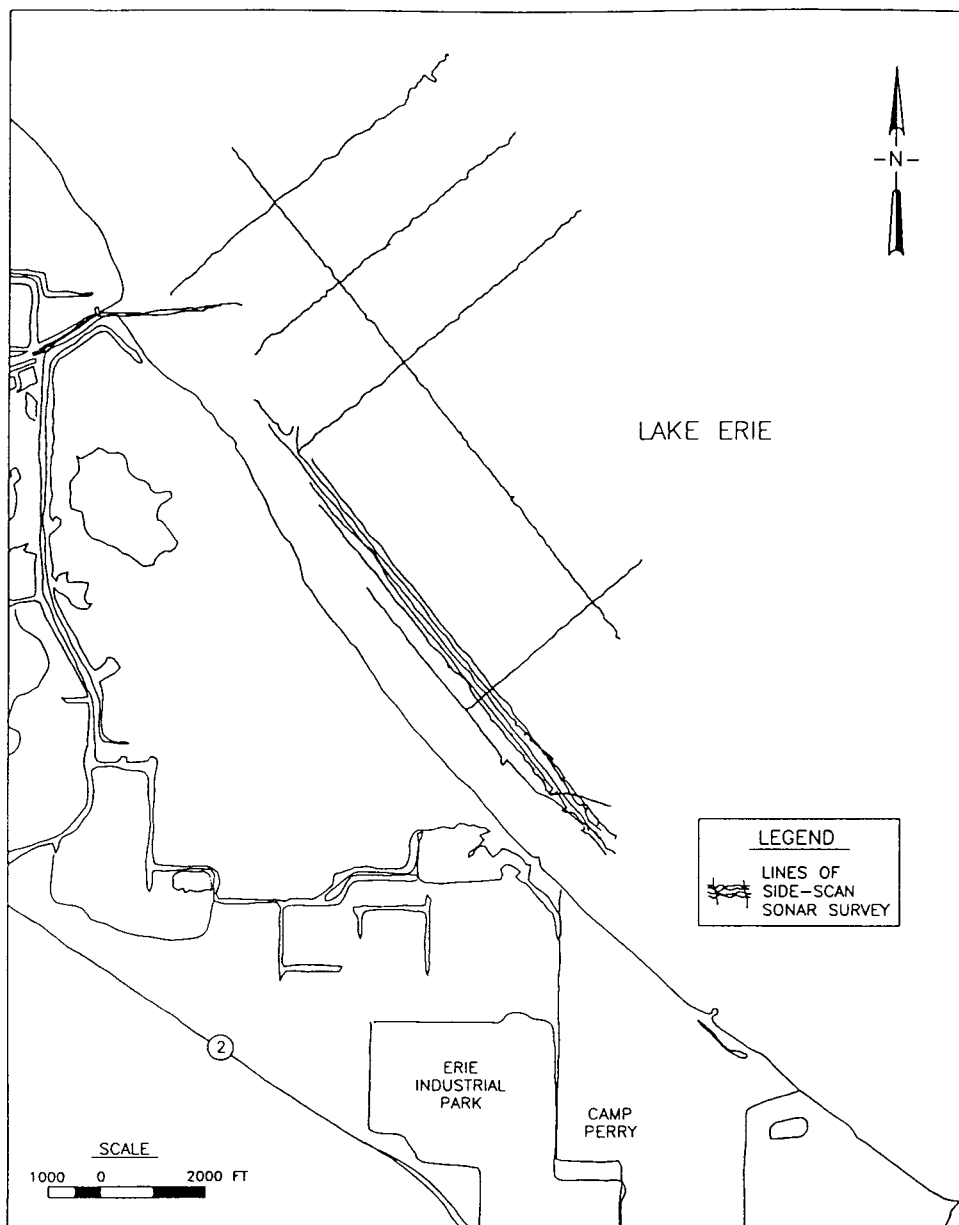 -N-
LAKE ERIE
LEGEND
LINES OF
SIDE-SCAN
SONAR SURVEY
2
ERIE
INDUSTRIAL
PARK
CAMP
PERRY
SCALE
1000 0 2000 FT